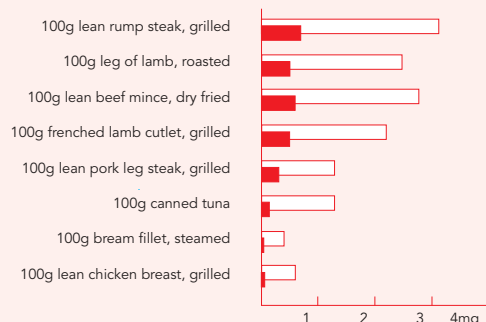 100g lean rump steak, grilled
100g leg of lamb, roasted
100g lean beef mince, dry fried
100g frenched lamb cutlet, grilled
100g lean pork leg steak, grilled
100g canned tuna
100g bream fillet, steamed
100g lean chicken breast, grilled
1 2 3 4mg